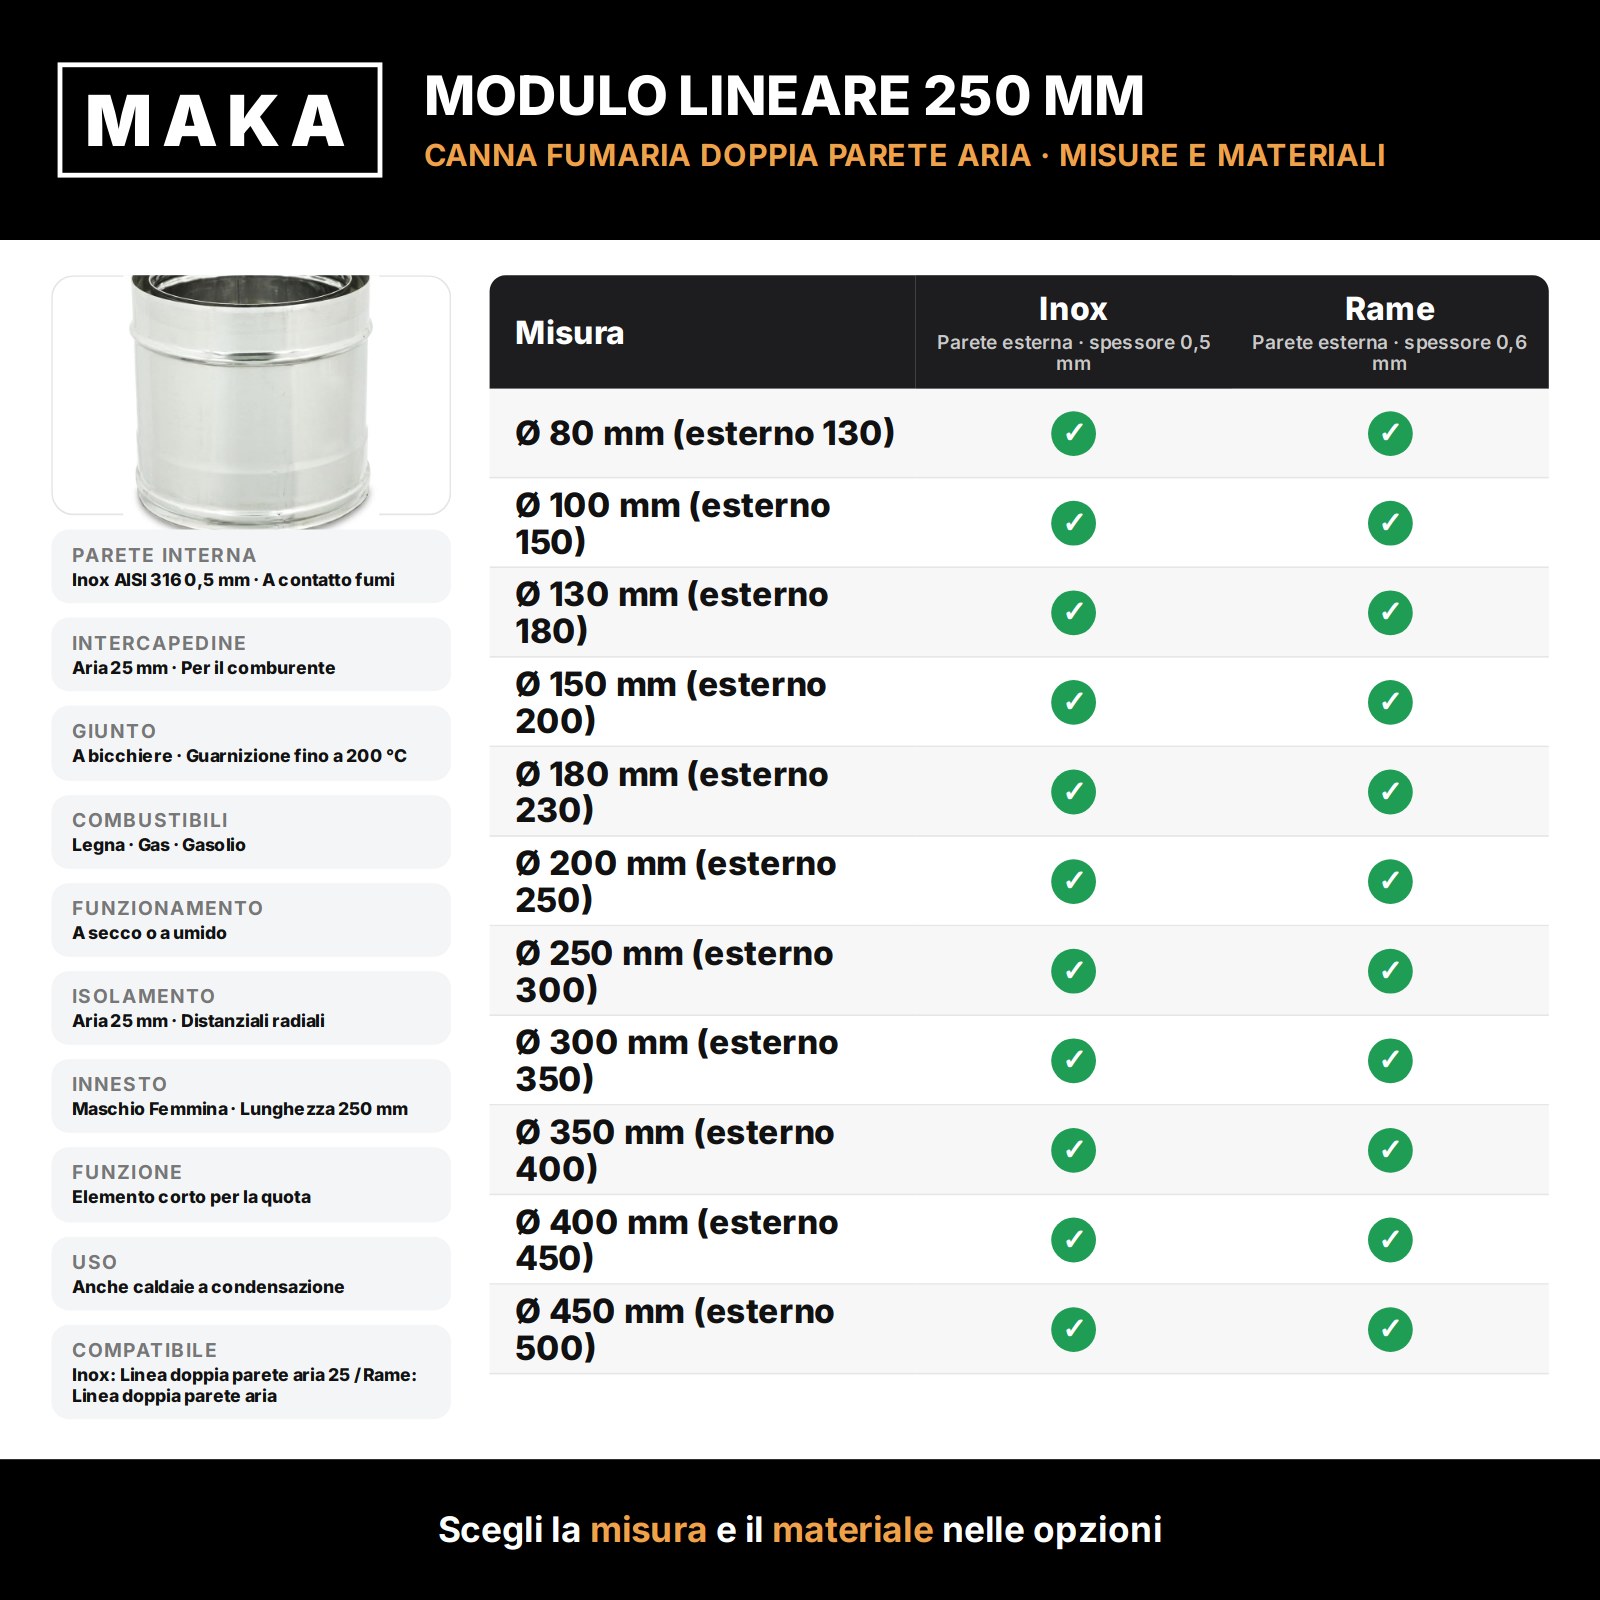 MAKA
MODULO LINEARE 250 MM
CANNA FUMARIA DOPPIA PARETE ARIA · MISURE E MATERIALI
PARETE INTERNA
Inox AISI 316 0,5 mm · A contatto fumi
INTERCAPEDINE
Aria 25 mm · Per il comburente
GIUNTO
A bicchiere · Guarnizione fino a 200 °C
COMBUSTIBILI
Legna · Gas · Gasolio
FUNZIONAMENTO
A secco o a umido
ISOLAMENTO
Aria 25 mm · Distanziali radiali
INNESTO
Maschio Femmina · Lunghezza 250 mm
FUNZIONE
Elemento corto per la quota
USO
Anche caldaie a condensazione
COMPATIBILE
Inox: Linea doppia parete aria 25 / Rame:
Linea doppia parete aria
Misura
Inox
Parete esterna · spessore 0,5
mm
Rame
Parete esterna · spessore 0,6
mm
Ø 80 mm (esterno 130) ✓ ✓
Ø 100 mm (esterno
150) ✓ ✓
Ø 130 mm (esterno
180) ✓ ✓
Ø 150 mm (esterno
200) ✓ ✓
Ø 180 mm (esterno
230) ✓ ✓
Ø 200 mm (esterno
250) ✓ ✓
Ø 250 mm (esterno
300) ✓ ✓
Ø 300 mm (esterno
350) ✓ ✓
Ø 350 mm (esterno
400) ✓ ✓
Ø 400 mm (esterno
450) ✓ ✓
Ø 450 mm (esterno
500) ✓ ✓
Scegli la misura e il materiale nelle opzioni